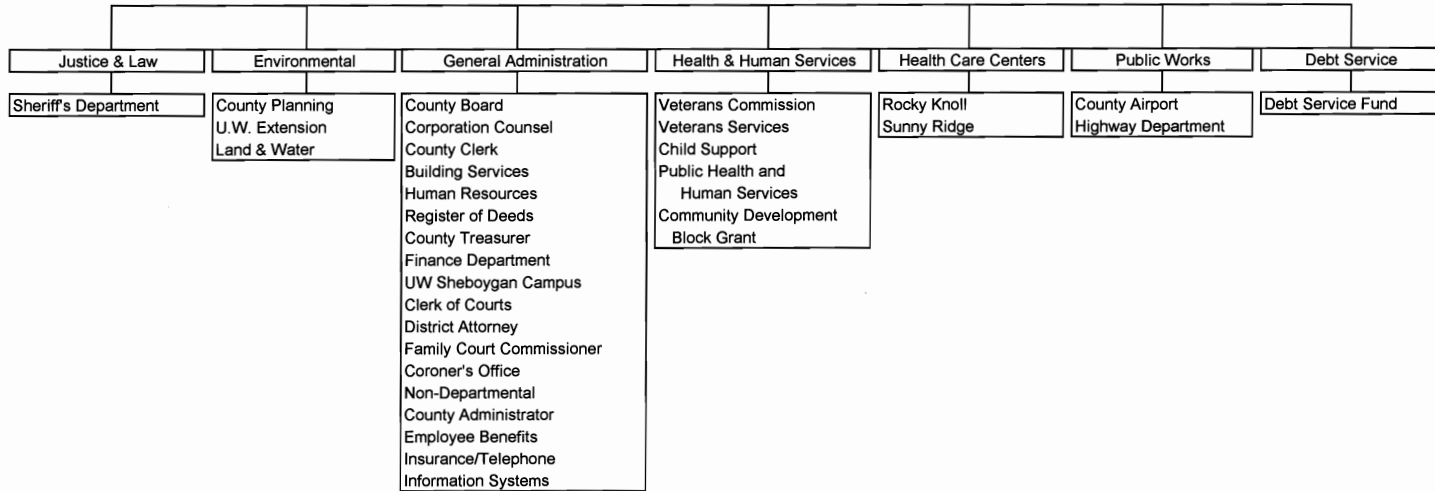 Justice & Law
Sheriff's Department
Environmental
County Planning
U.W. Extension
Land & Water
General Administration
County Board
Corporation Counsel
County Clerk
Building Services
Human Resources
Register of Deeds
County Treasurer
Finance Department
UW Sheboygan Campus
Clerk of Courts
District Attorney
Family Court Commissioner
Coroner's Office
Non-Departmental
County Administrator
Employee Benefits
Insurance/Telephone
Information Systems
Health & Human Services
Veterans Commission
Veterans Services
Child Support
Public Health and
Human Services
Community Development
Block Grant
Health Care Centers
Rocky Knoll
Sunny Ridge
Public Works
County Airport
Highway Department
Debt Service
Debt Service Fund